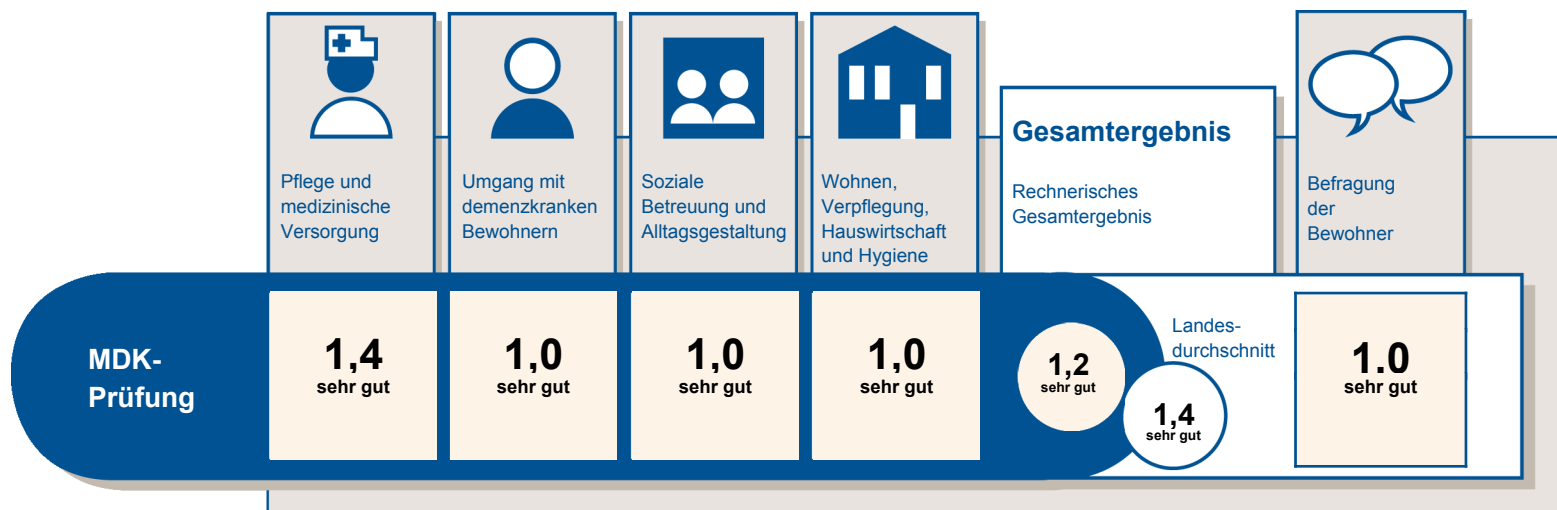 Pflege und
medizinische
Versorgung
Umgang mit
demenzkranken
Bewohnern
Soziale
Betreuung und
Alltagsgestaltung
Wohnen,
Verpflegung,
Hauswirtschaft
und Hygiene
Gesamtergebnis
Rechnerisches
Gesamtergebnis
Befragung
der
Bewohner
MDK-
Prüfung
1,4
sehr gut
1,0
sehr gut
1,0
sehr gut
1,0
sehr gut
1,2
sehr gut
Landes-
durchschnitt
1,4
sehr gut
1.0
sehr gut